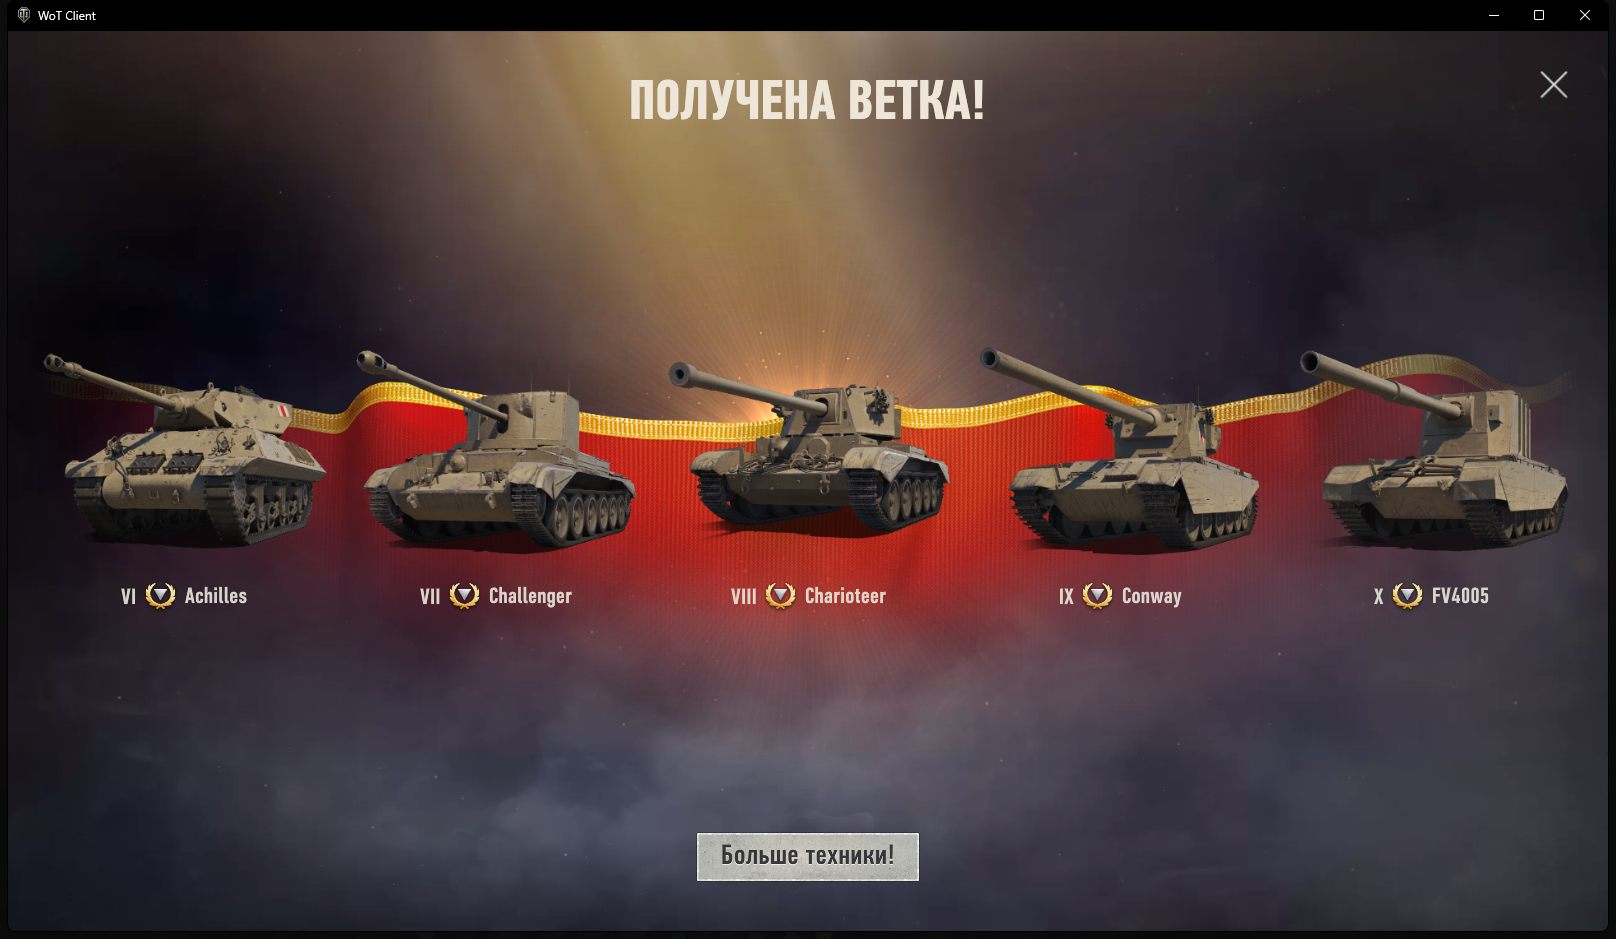 WoT Client
ПОЛУЧЕНА ВЕТКА!
VI Achilles
VII Challenger
VIII Charioteer
IX Conway
X FV4005
Больше техники!